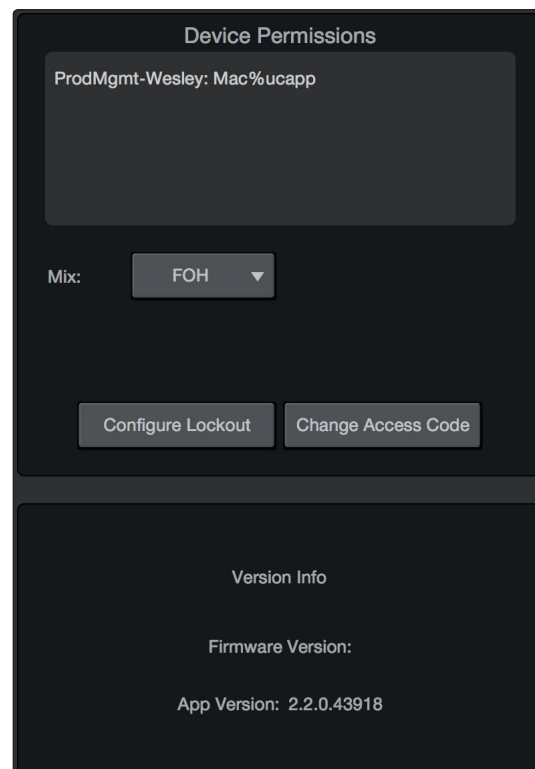 Device Permissions
ProdMgmt-Wesley: Mac%ucapp
Mix: FOH
Configure Lockout Change Access Code
Version Info
Firmware Version:
App Version: 2.2.0.43918